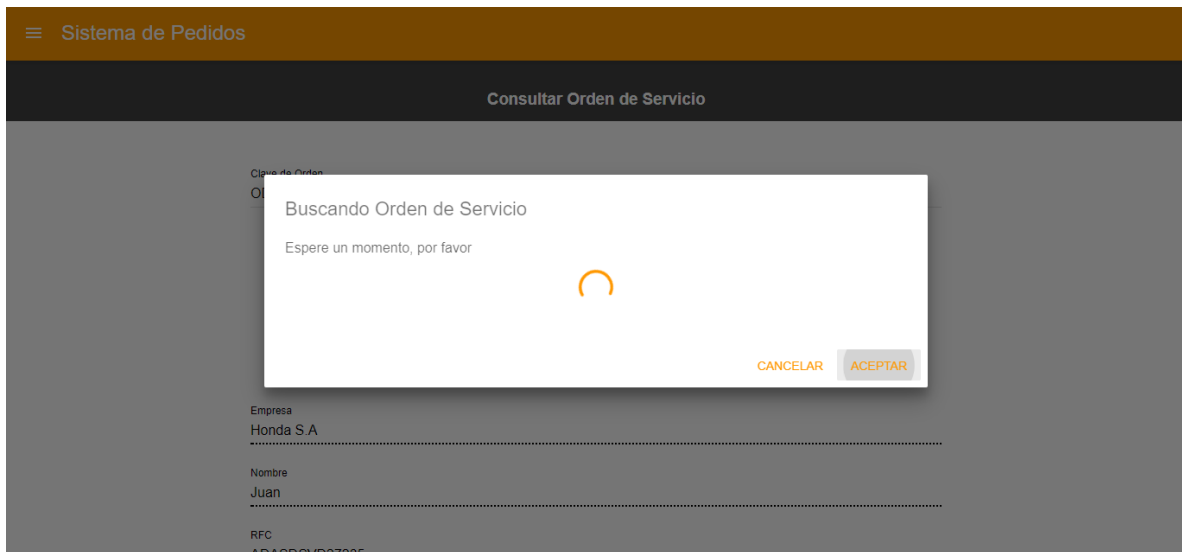 Sistema de Pedidos
Consultar Orden de Servicio
Clave de Orden
Buscando Orden de Servicio
Espere un momento, por favor
CANCELAR ACEPTAR
Empresa
Honda S.A
Nombre
Juan
RFC